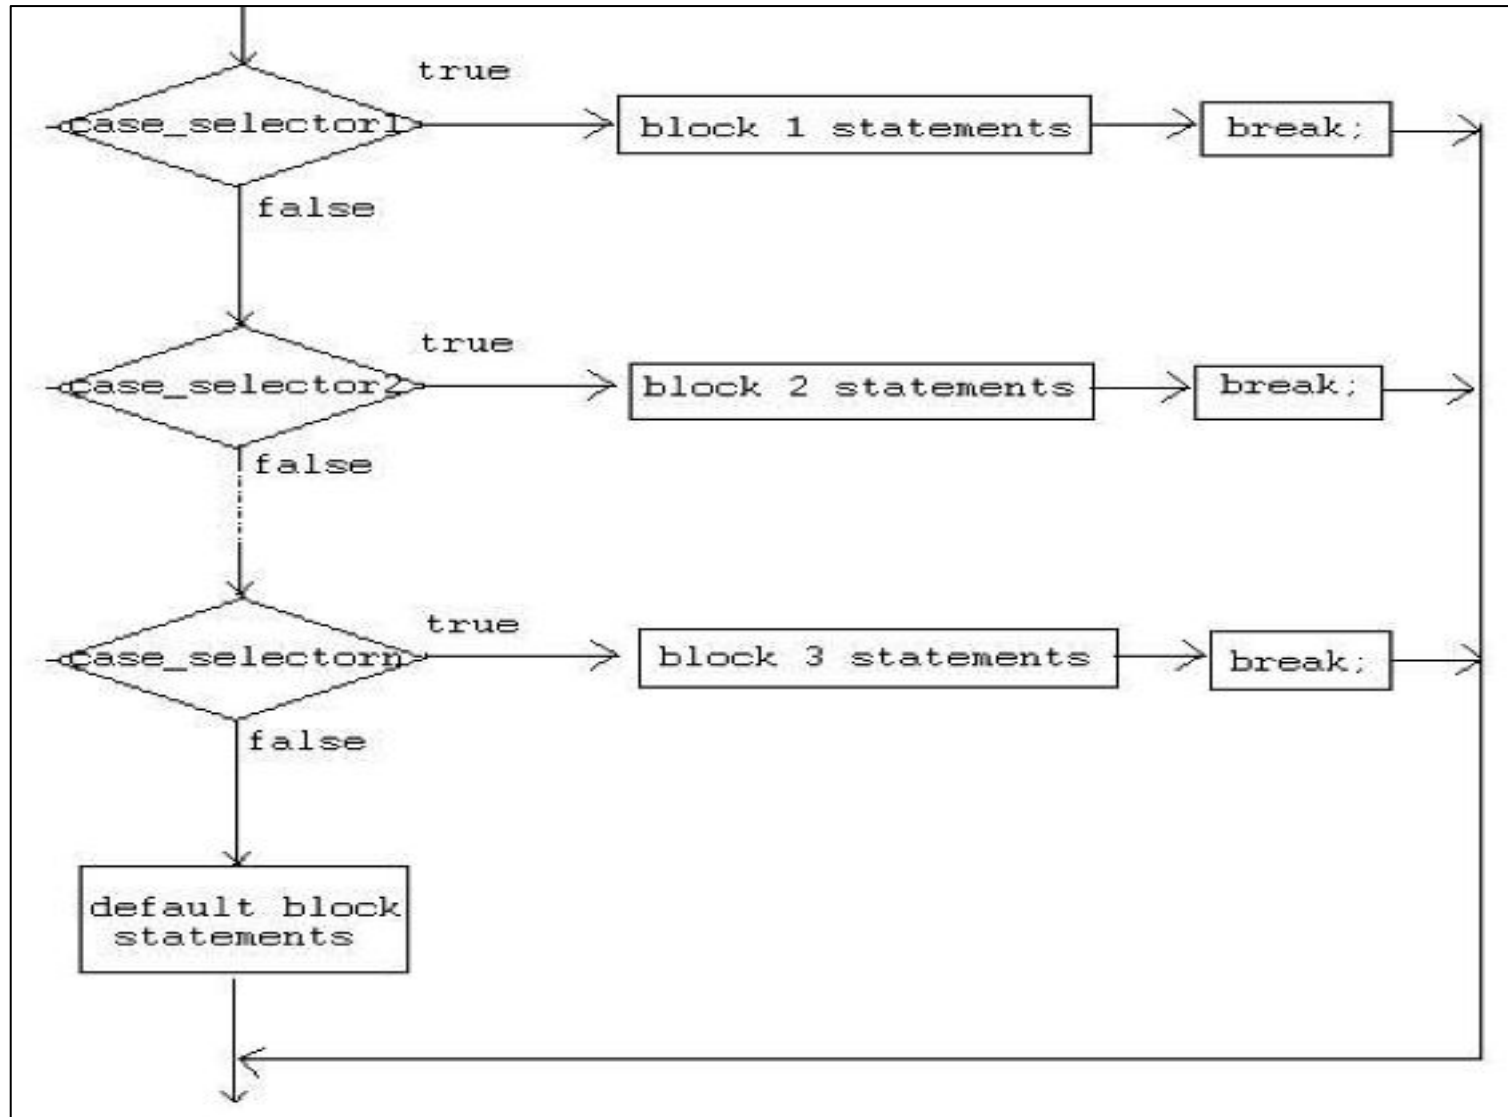 true
case_selector1
block 1 statements
break;
false
true
case_selector2
block 2 statements
break;
false
true
case_selectorn
block 3 statements
break;
false
default block
statements